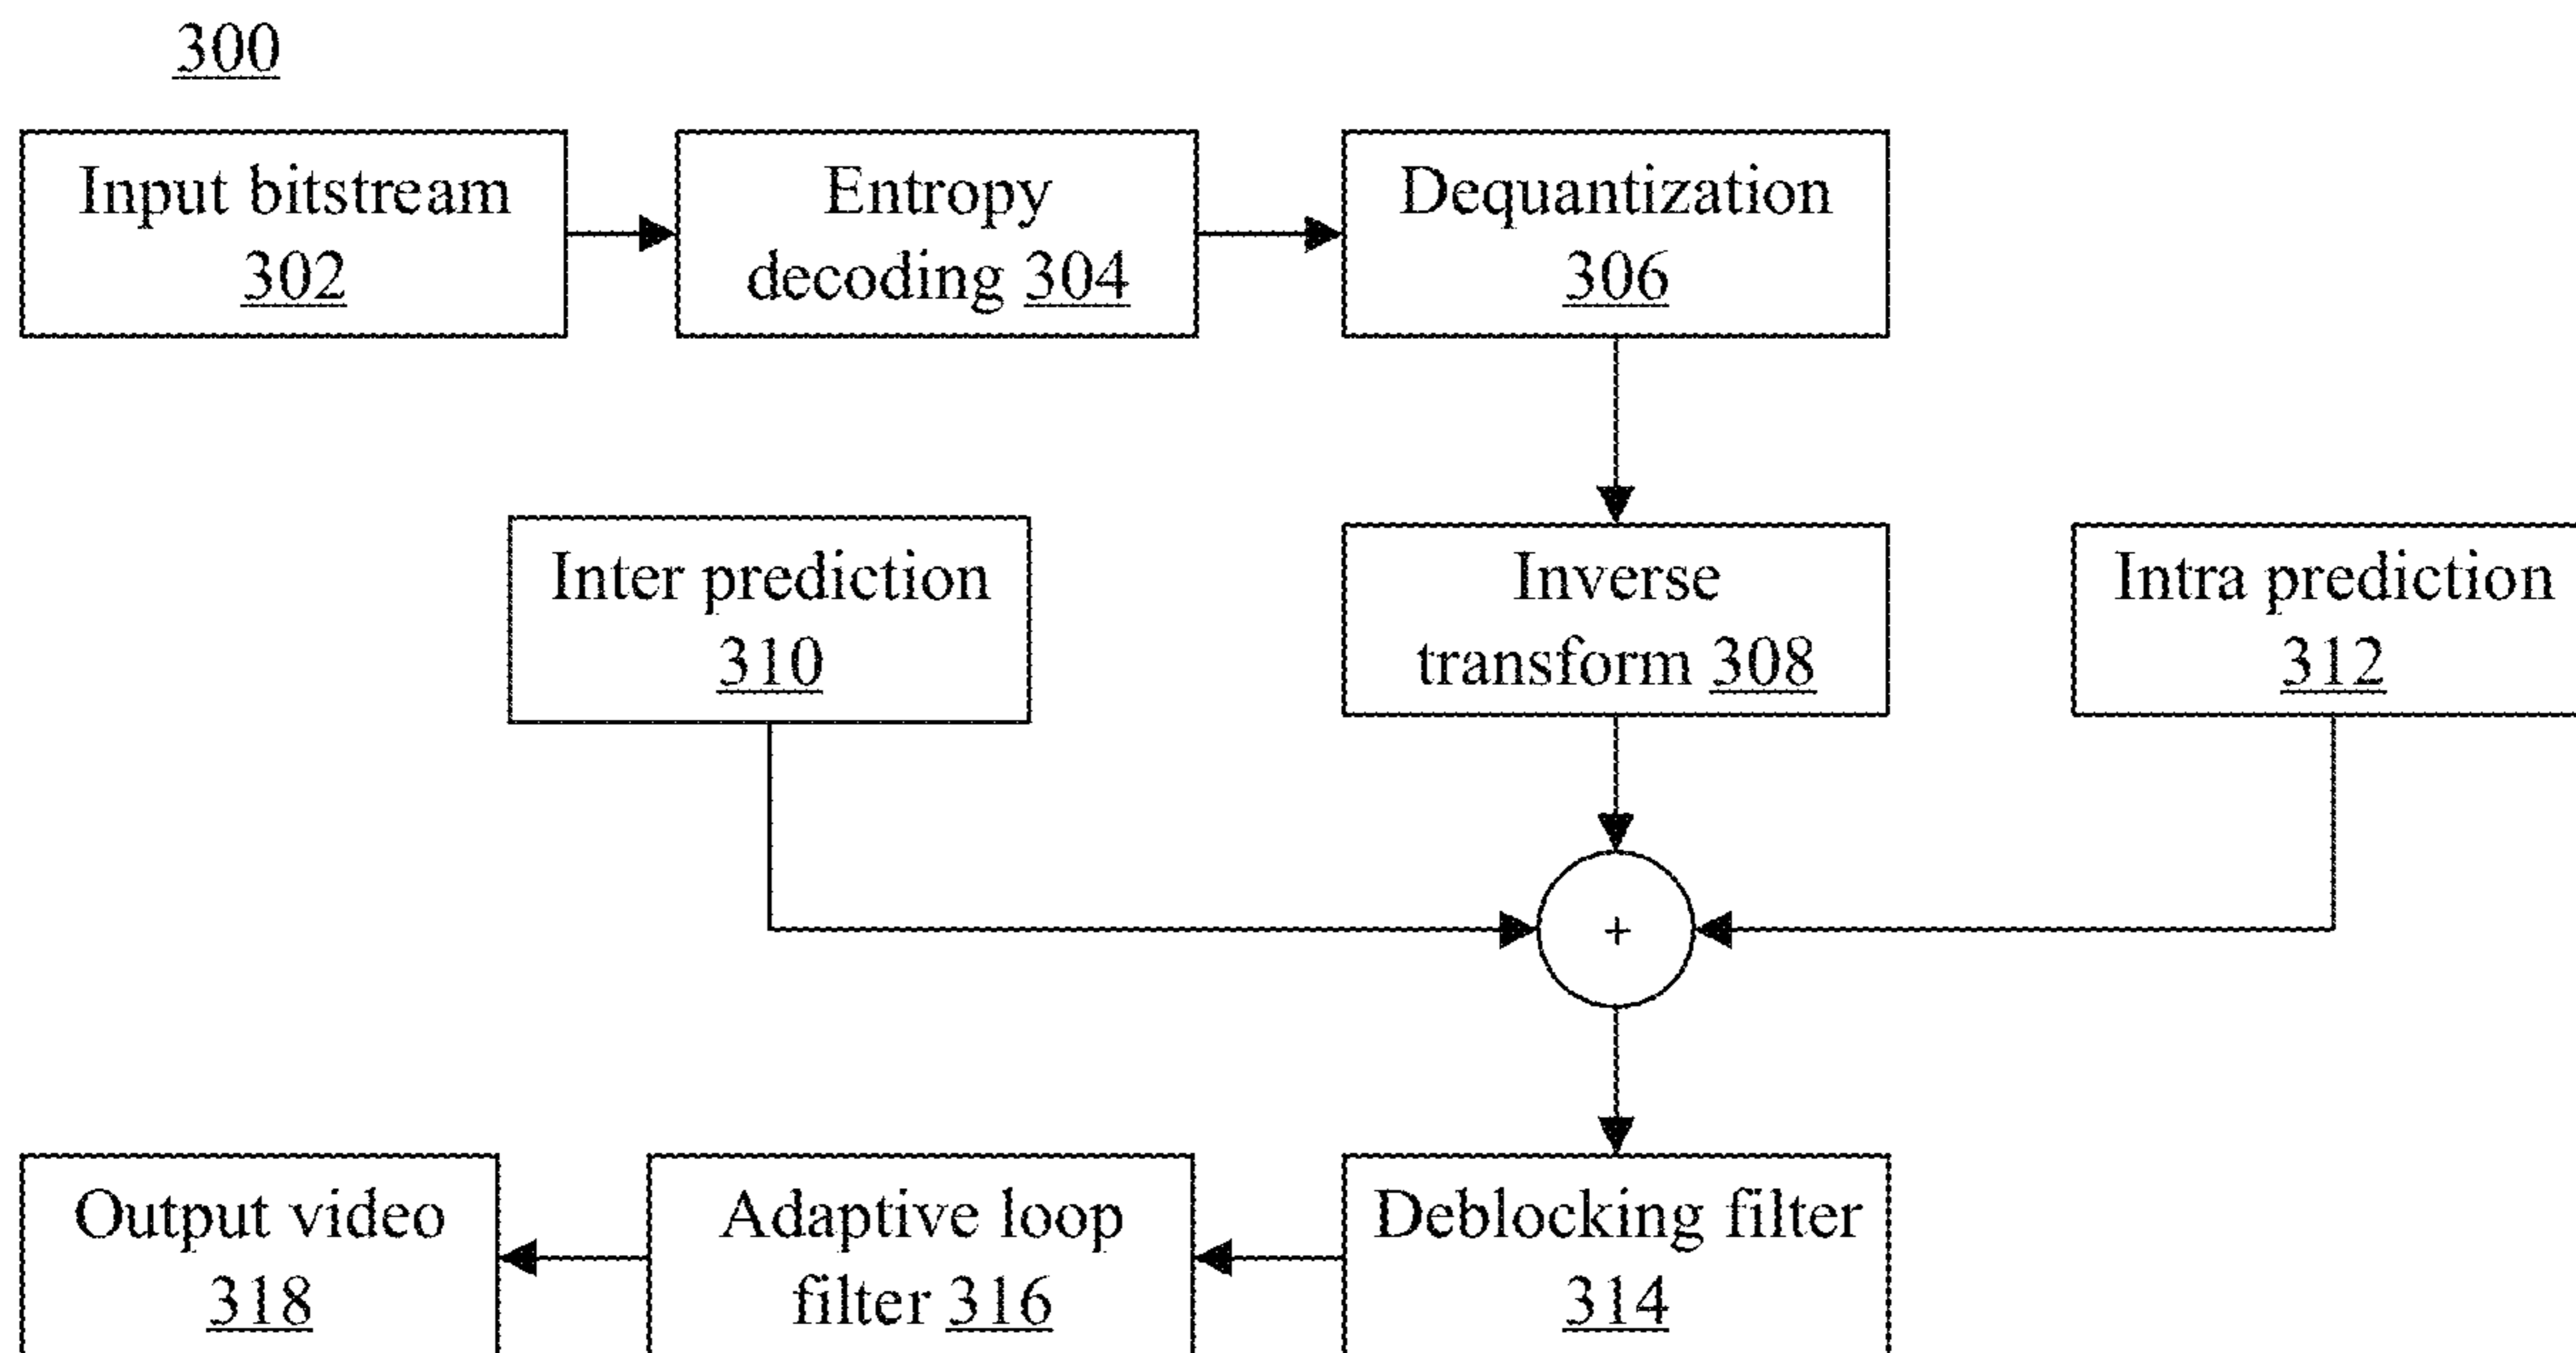 300
Input bitstream
302
Entropy
decoding 304
Dequantization
306
Inter prediction
310
Inverse
transform 308
Intra prediction
312
+
Output video
318
Adaptive loop
filter 316
Deblocking filter
314